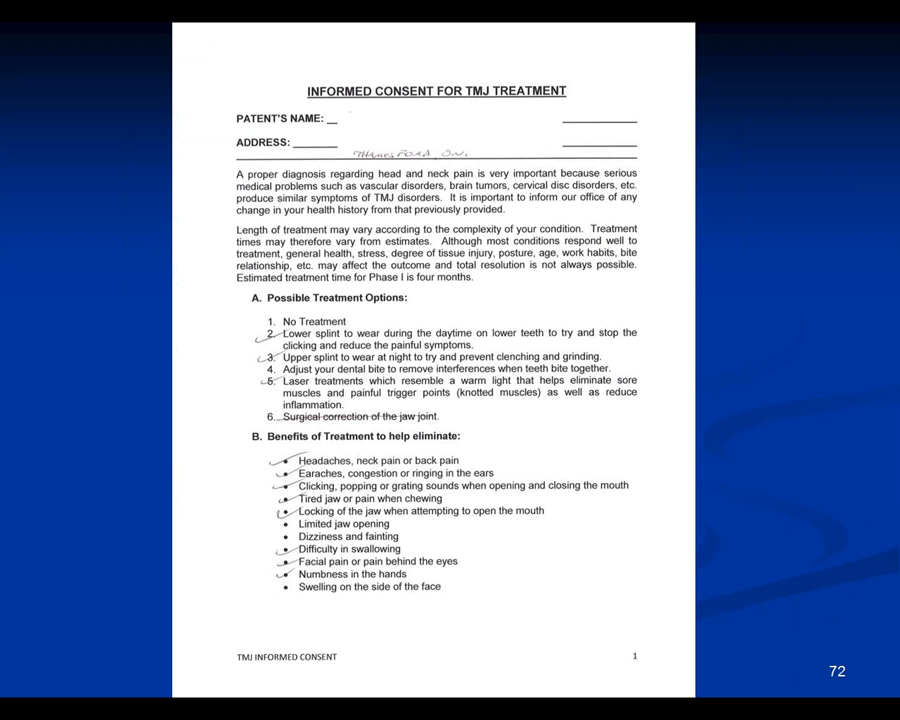 INFORMED CONSENT FOR TMJ TREATMENT
PATENT'S NAME: __
ADDRESS: _______
THAMESFORD ON.
A proper diagnosis regarding head and neck pain is very important because serious
medical problems such as vascular disorders, brain tumors, cervical disc disorders, etc.
produce similar symptoms of TMJ disorders. It is important to inform our office of any
change in your health history from that previously provided.
Length of treatment may vary according to the complexity of your condition. Treatment
times may therefore vary from estimates. Although most conditions respond well to
treatment, general health, stress, degree of tissue injury, posture, age, work habits, bite
relationship, etc. may affect the outcome and total resolution is not always possible.
Estimated treatment time for Phase I is four months.
A. Possible Treatment Options:
1. No Treatment
2. Lower splint to wear during the daytime on lower teeth to try and stop the
clicking and reduce the painful symptoms.
3. Upper splint to wear at night to try and prevent clenching and grinding.
4. Adjust your dental bite to remove interferences when teeth bite together.
5. Laser treatments which resemble a warm light that helps eliminate sore
muscles and painful trigger points (knotted muscles) as well as reduce
inflammation.
6. Surgical correction of the jaw joint.
B. Benefits of Treatment to help eliminate:
• Headaches, neck pain or back pain
• Earaches, congestion or ringing in the ears
• Clicking, popping or grating sounds when opening and closing the mouth
• Tired jaw or pain when chewing
• Locking of the jaw when attempting to open the mouth
• Limited jaw opening
• Dizziness and fainting
• Difficulty in swallowing
• Facial pain or pain behind the eyes
• Numbness in the hands
• Swelling on the side of the face
TMJ INFORMED CONSENT 1
72